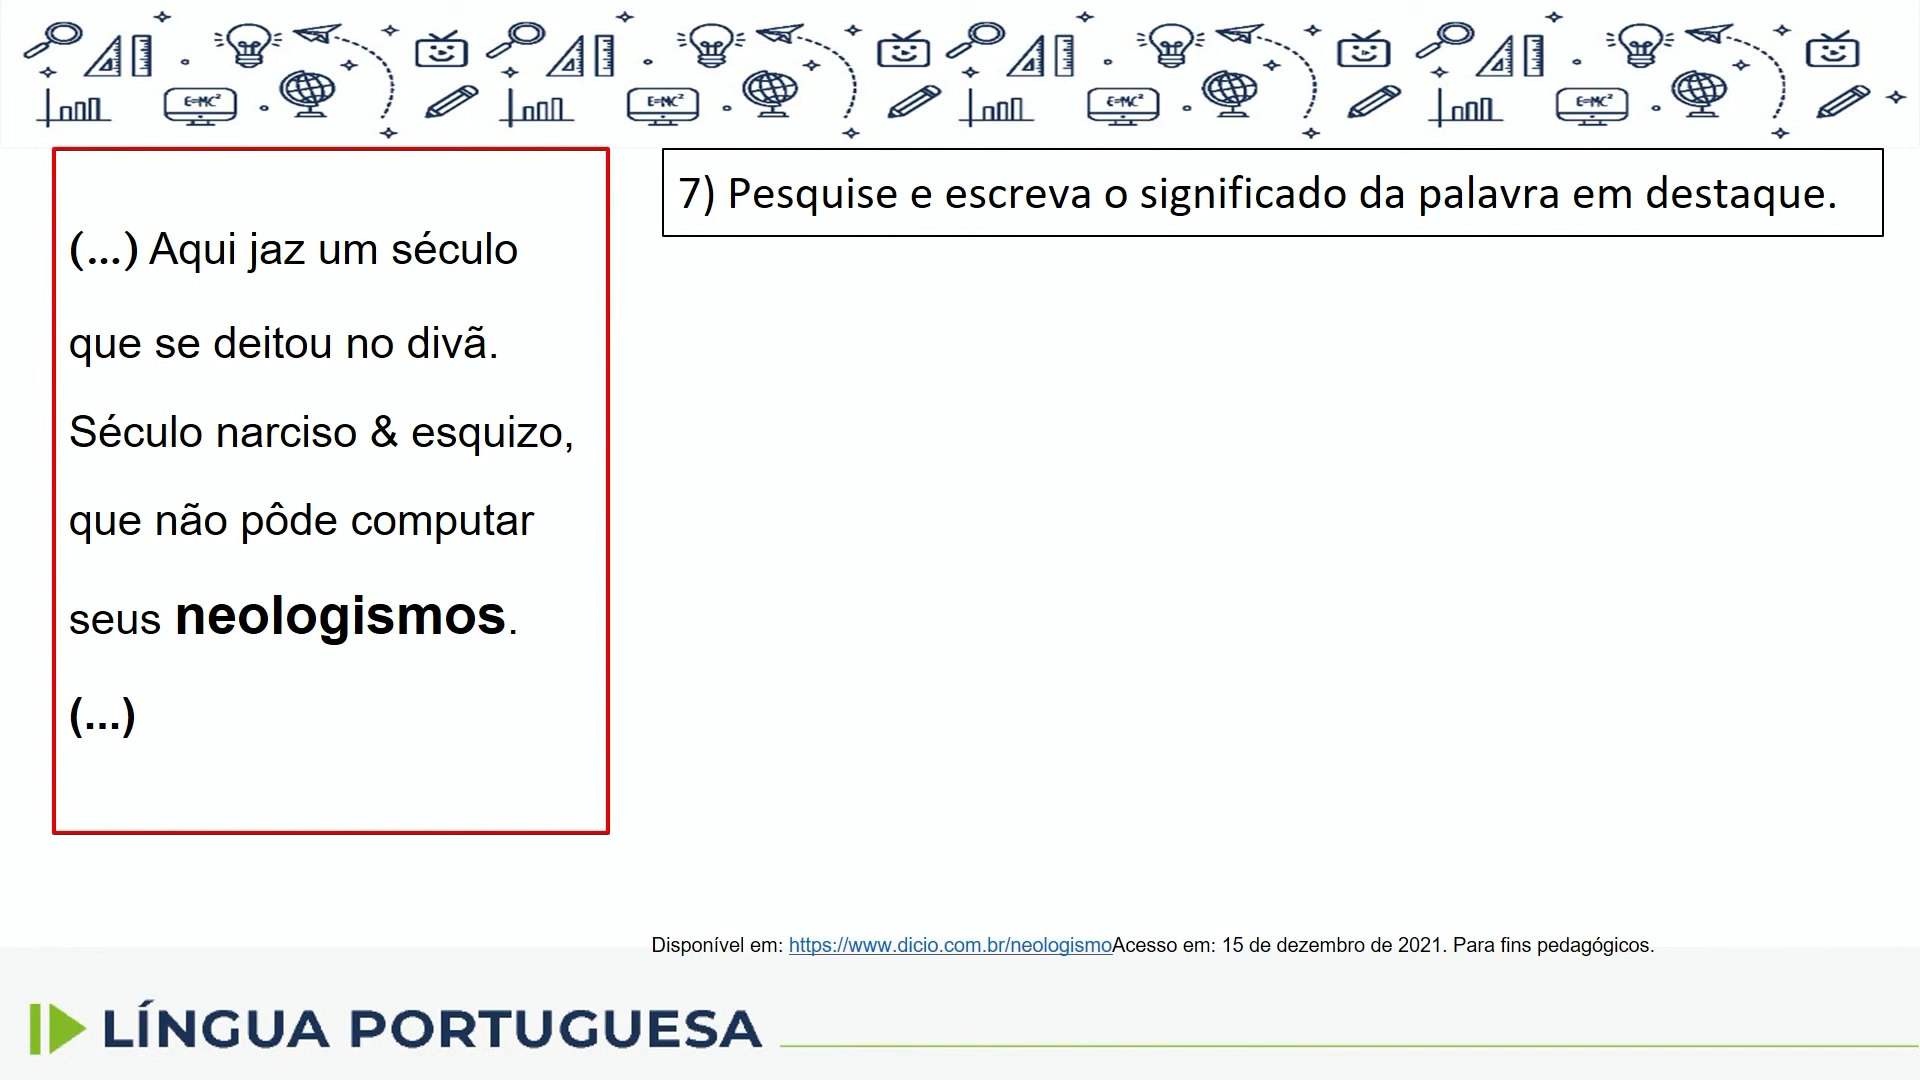 E=MC²
E=MC²
E=MC²
E=MC²
(...) Aqui jaz um século
que se deitou no divã.
Século narciso & esquizo,
que não pôde computar
seus neologismos.
(...)
7) Pesquise e escreva o significado da palavra em destaque.
Disponível em: https://www.dicio.com.br/neologismoAcesso em: 15 de dezembro de 2021. Para fins pedagógicos.
LÍNGUA PORTUGUESA